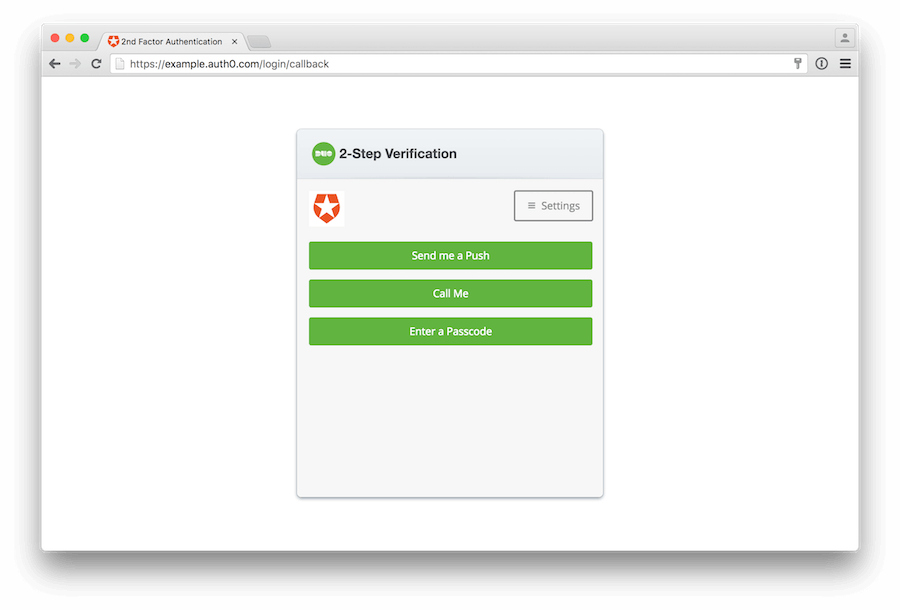 2nd Factor Authentication
https://example.auth0.com/login/callback
DUO 2-Step Verification
Settings
Send me a Push
Call Me
Enter a Passcode